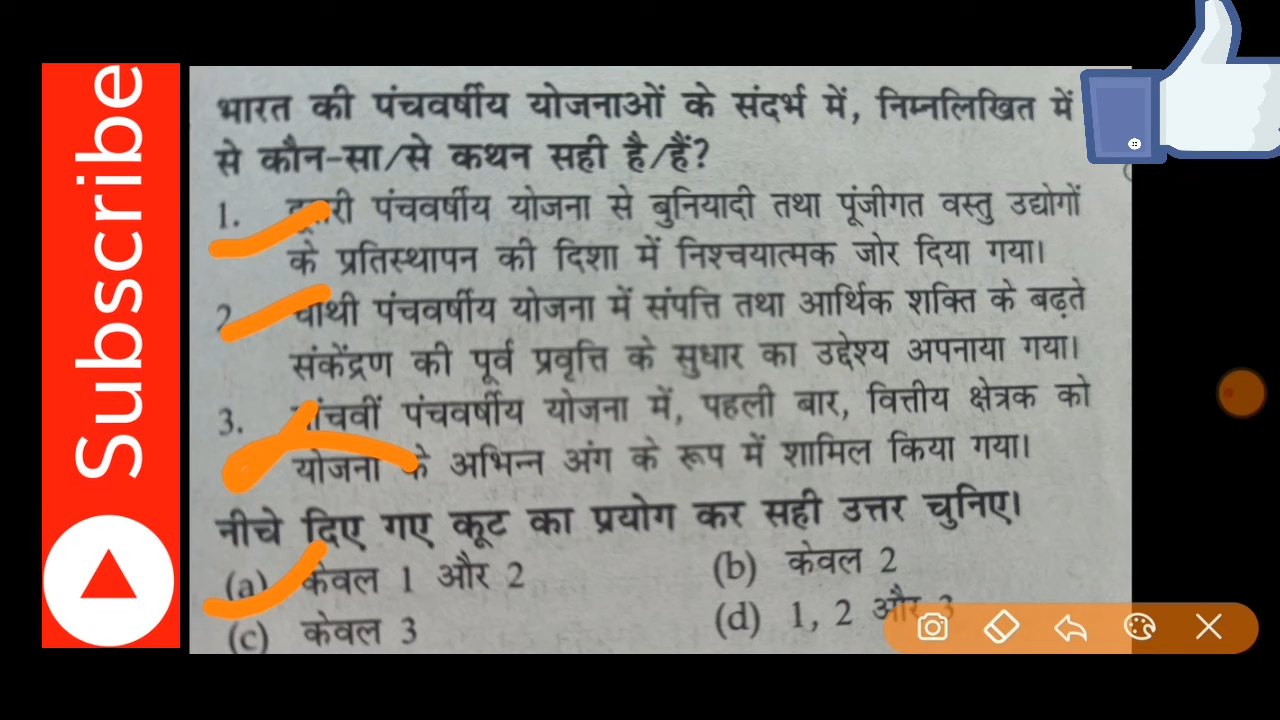 Subscribe
भारत की पंचवर्षीय योजनाओं के संदर्भ में, निम्नलिखित में
से कौन-सा/से कथन सही है/हैं?
1. दूसरी पंचवर्षीय योजना से बुनियादी तथा पूंजीगत वस्तु उद्योगों
के प्रतिस्थापन की दिशा में निश्चयात्मक जोर दिया गया।
2. चौथी पंचवर्षीय योजना में संपत्ति तथा आर्थिक शक्ति के बढ़ते
संकेंद्रण की पूर्व प्रवृत्ति के सुधार का उद्देश्य अपनाया गया।
3. पांचवीं पंचवर्षीय योजना में, पहली बार, वित्तीय क्षेत्रक को
योजना के अभिन्न अंग के रूप में शामिल किया गया।
नीचे दिए गए कूट का प्रयोग कर सही उत्तर चुनिए।
(a) केवल 1 और 2
(b) केवल 2
(c) केवल 3
(d) 1, 2 और 3